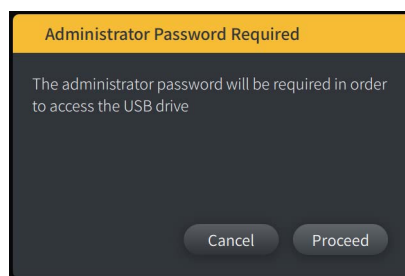 Administrator Password Required
The administrator password will be required in order
to access the USB drive
Cancel
Proceed